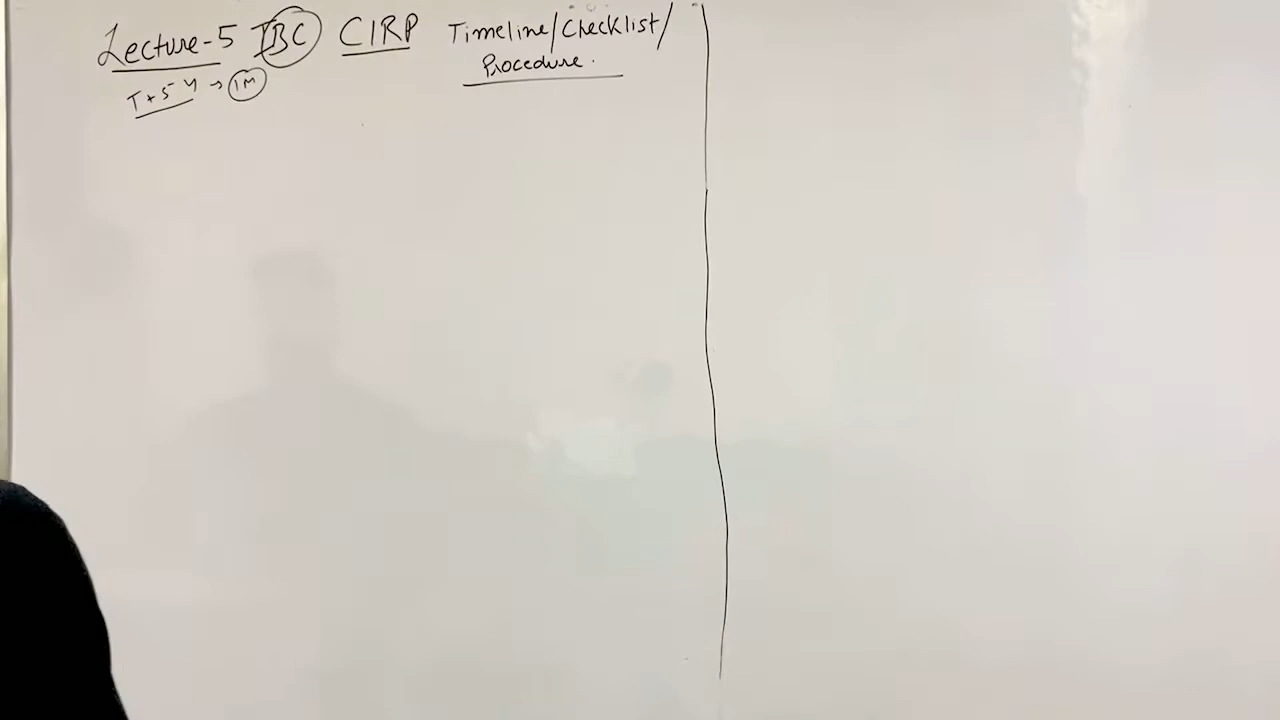 Lecture-5 IBC CIRP Timeline/Checklist/
Procedure.
T+5 Y → 1M